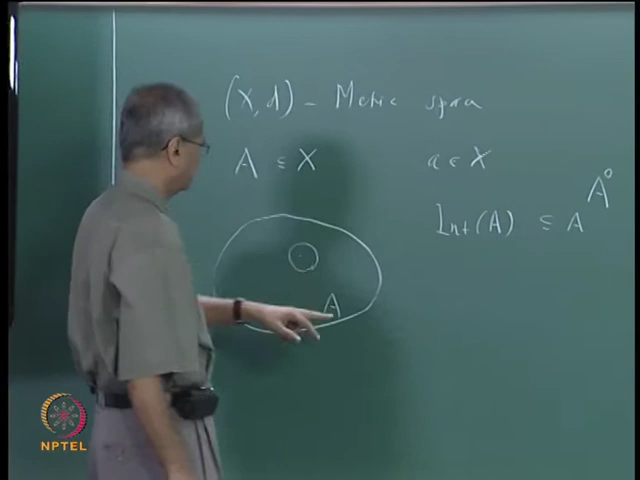 (X, d) - Metric space
A ⊆ X
a ∈ X
A°
Int(A) ⊆ A
A
NPTEL